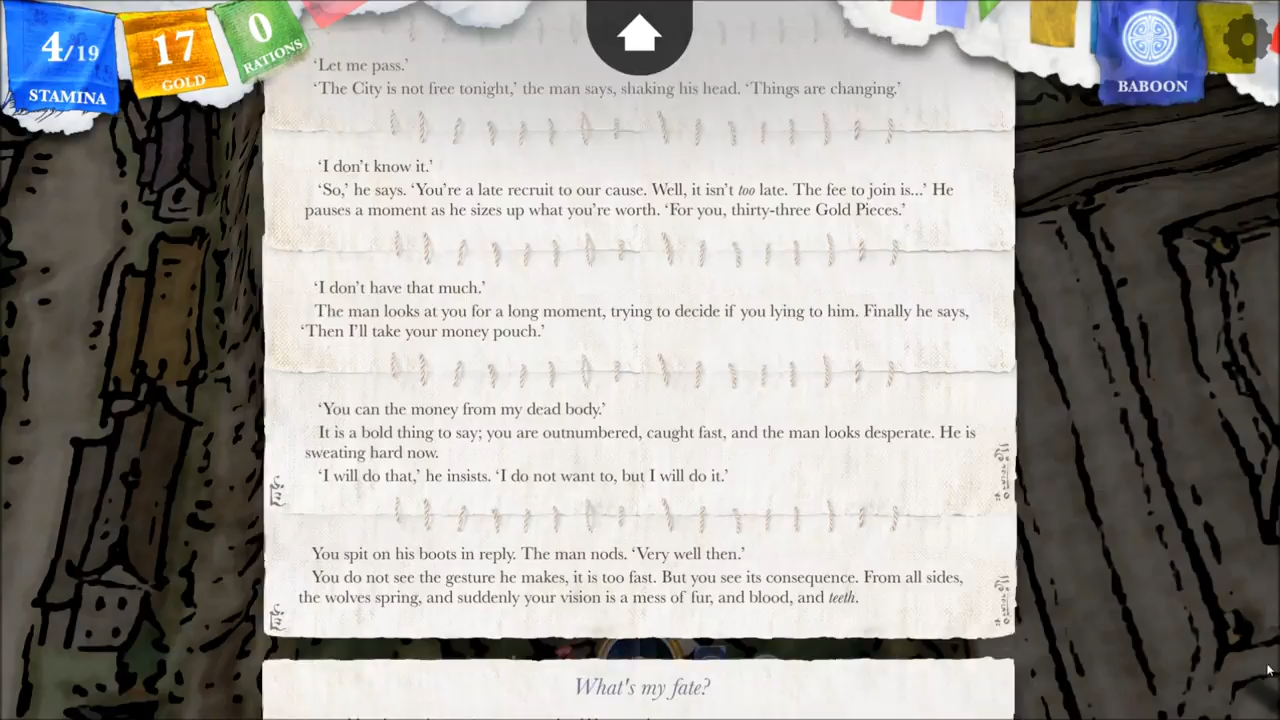 4/19
STAMINA
17
GOLD
0
RATIONS
BABOON
‘Let me pass.’
‘The City is not free tonight,’ the man says, shaking his head. ‘Things are changing.’
‘I don’t know it.’
‘So,’ he says. ‘You’re a late recruit to our cause. Well, it isn’t too late. The fee to join is...’ He
pauses a moment as he sizes up what you’re worth. ‘For you, thirty-three Gold Pieces.’
‘I don’t have that much.’
The man looks at you for a long moment, trying to decide if you lying to him. Finally he says,
‘Then I’ll take your money pouch.’
‘You can the money from my dead body.’
It is a bold thing to say; you are outnumbered, caught fast, and the man looks desperate. He is
sweating hard now.
‘I will do that,’ he insists. ‘I do not want to, but I will do it.’
You spit on his boots in reply. The man nods. ‘Very well then.’
You do not see the gesture he makes, it is too fast. But you see its consequence. From all sides,
the wolves spring, and suddenly your vision is a mess of fur, and blood, and teeth.
What's my fate?